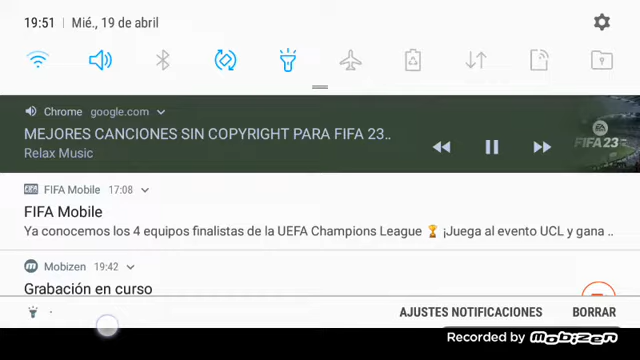 19:51 | Mié., 19 de abril
Chrome google.com
MEJORES CANCIONES SIN COPYRIGHT PARA FIFA 23..
Relax Music
EA SPORTS
FIFA 23
FIFA Mobile 17:08
FIFA Mobile
Ya conocemos los 4 equipos finalistas de la UEFA Champions League 🏆 ¡Juega al evento UCL y gana ..
Mobizen 19:42
Grabación en curso
AJUSTES NOTIFICACIONES BORRAR
Recorded by mobizen